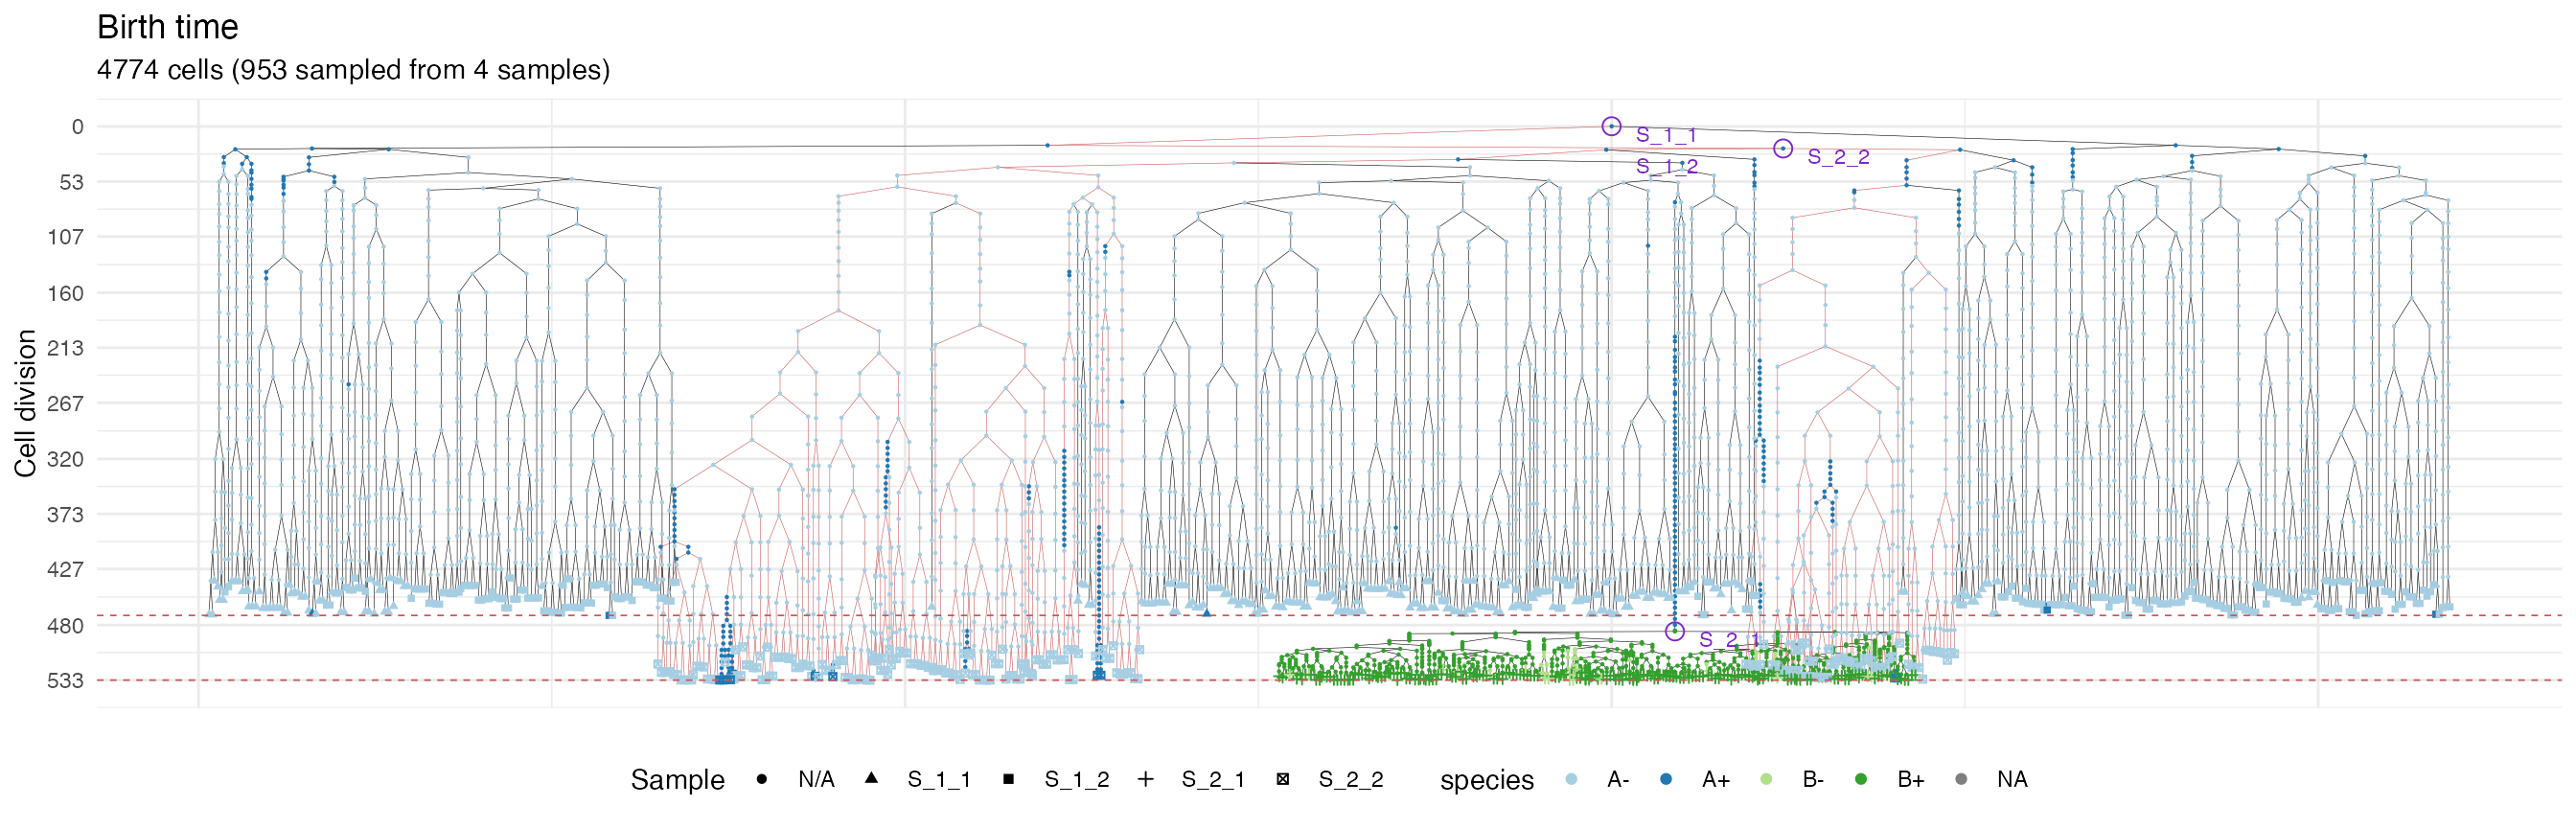 Birth time
4774 cells (953 sampled from 4 samples)
Cell division
0
53
107
160
213
267
320
373
427
480
533
S_1_1
S_2_2
S_1_2
S_2_1
Sample N/A S_1_1 S_1_2 S_2_1 S_2_2 species A- A+ B- B+ NA